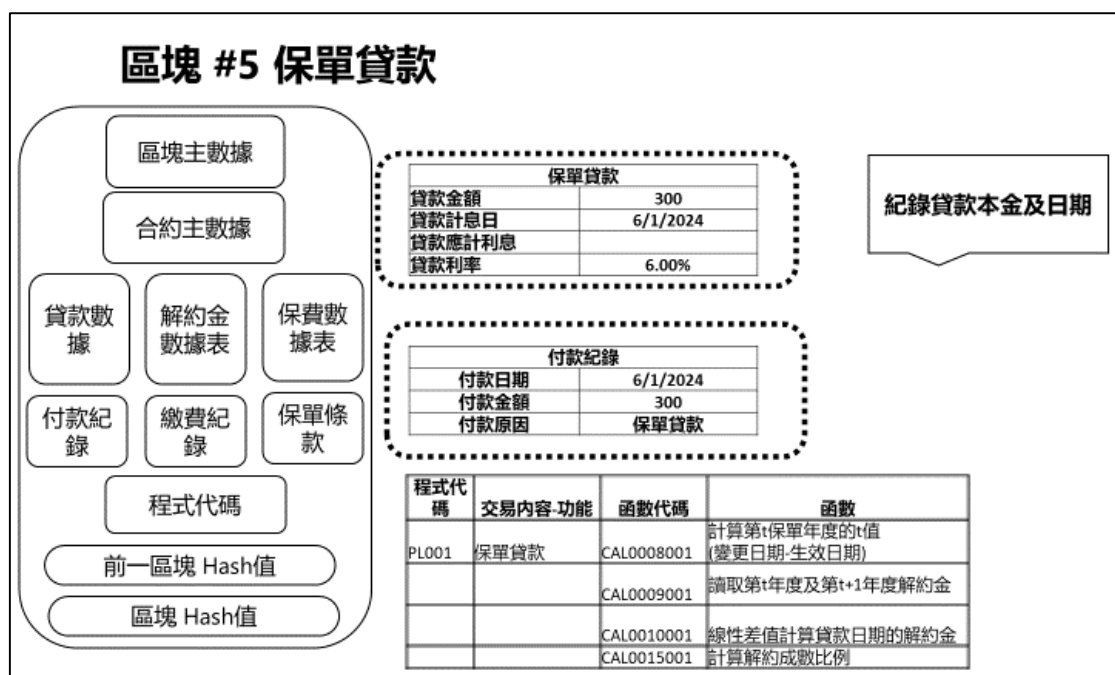 區塊 #5 保單貸款
區塊主數據
合約主數據
貸款數
據
解約金
數據表
保費數
據表
付款紀
錄
繳費紀
錄
保單條
款
程式代碼
前一區塊 Hash值
區塊 Hash值
保單貸款
貸款金額 300
貸款計息日 6/1/2024
貸款應計利息
貸款利率 6.00%
紀錄貸款本金及日期
付款紀錄
付款日期 6/1/2024
付款金額 300
付款原因 保單貸款
程式代
碼 交易內容-功能 函數代碼 函數
計算第t保單年度的t值
PL001 保單貸款 CAL0008001 (變更日期-生效日期)
CAL0009001 讀取第t年度及第t+1年度解約金
CAL0010001 線性差值計算貸款日期的解約金
CAL0015001 計算解約成數比例